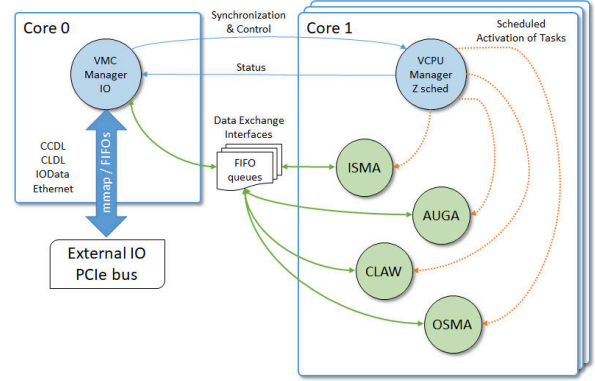 Core 0
VMC
Manager
IO
CCDL
CLDL
IOData
Ethernet
mmap / FIFOs
External IO
PCIe bus
Synchronization
& Control
Status
Data Exchange
Interfaces
FIFO
queues
Core 1
VCPU
Manager
Z sched
Scheduled
Activation of Tasks
ISMA
AUGA
CLAW
OSMA